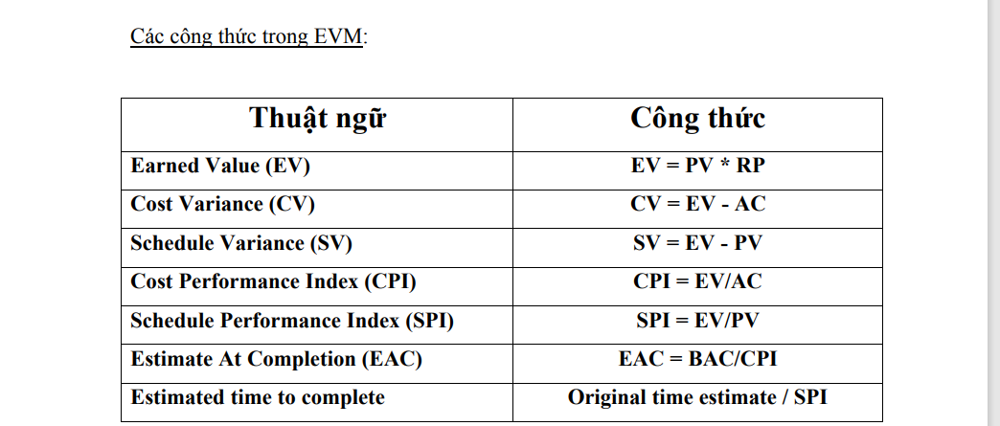 Các công thức trong EVM:
Thuật ngữ Công thức
Earned Value (EV) EV = PV * RP
Cost Variance (CV) CV = EV - AC
Schedule Variance (SV) SV = EV - PV
Cost Performance Index (CPI) CPI = EV/AC
Schedule Performance Index (SPI) SPI = EV/PV
Estimate At Completion (EAC) EAC = BAC/CPI
Estimated time to complete Original time estimate / SPI